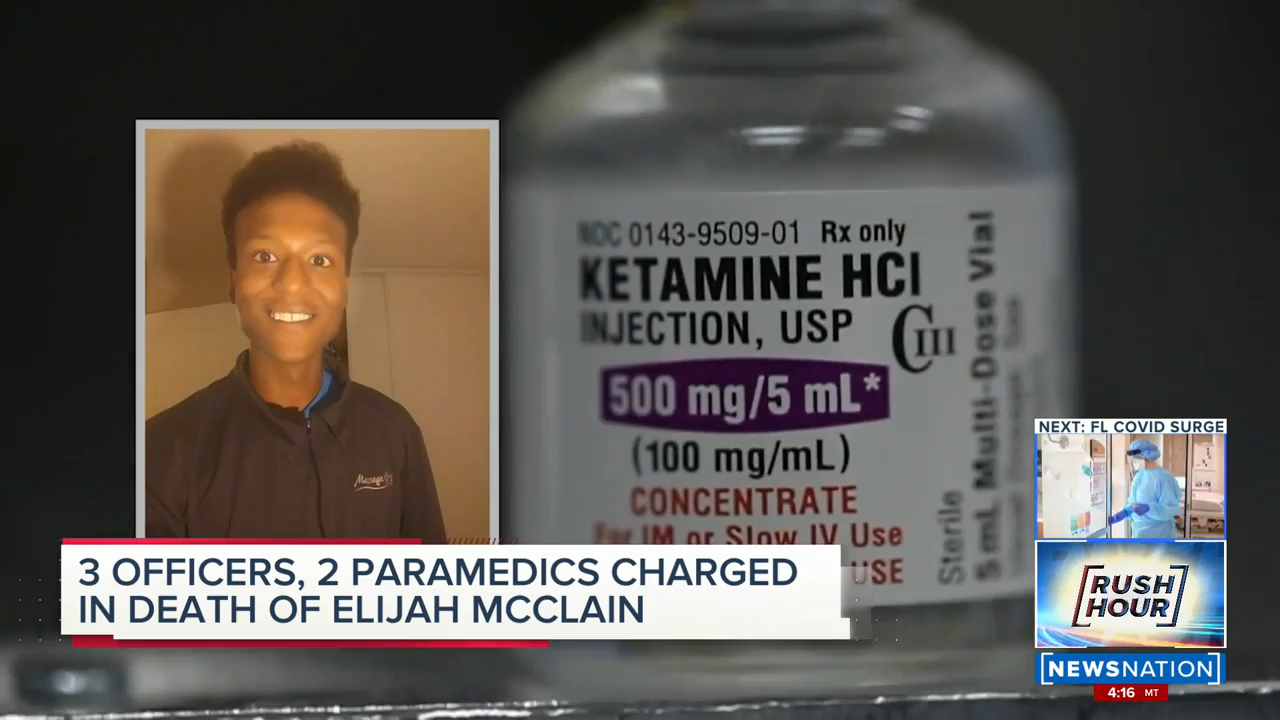 NDC 0143-9509-01 Rx only
KETAMINE HCl
INJECTION, USP
CIII
500 mg/5 mL*
(100 mg/mL)
CONCENTRATE
For IM or Slow IV Use
USE
Sterile
5 mL Multi-Dose Vial
Massage
3 OFFICERS, 2 PARAMEDICS CHARGED
IN DEATH OF ELIJAH MCCLAIN
NEXT: FL COVID SURGE
[RUSH
HOUR]
[NEWSNATION]
4:16 MT